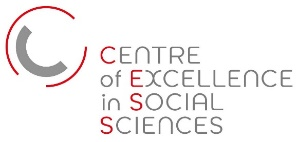 CENTRE
of EXCELLENCE
in SOCIAL
SCIENCES